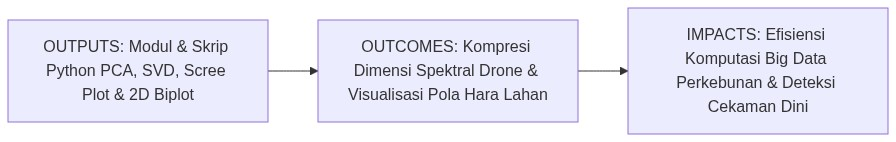 OUTPUTS: Modul & Skrip
Python PCA, SVD, Scree
Plot & 2D Biplot
OUTCOMES: Kompresi
Dimensi Spektral Drone &
Visualisasi Pola Hara Lahan
IMPACTS: Efisiensi
Komputasi Big Data
Perkebunan & Deteksi
Cekaman Dini